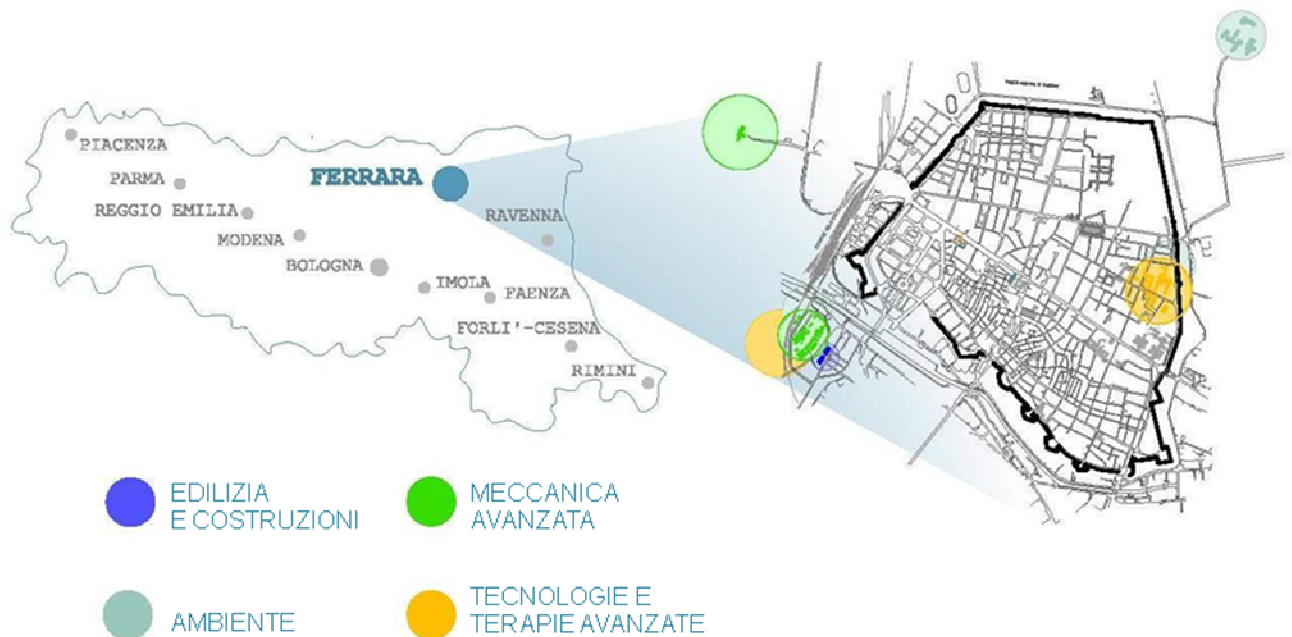 PIACENZA
PARMA
FERRARA
REGGIO EMILIA
RAVENNA
MODENA
BOLOGNA
IMOLA
FAENZA
FORLI'-CESENA
RIMINI
EDILIZIA
E COSTRUZIONI
MECCANICA
AVANZATA
AMBIENTE
TECNOLOGIE E
TERAPIE AVANZATE